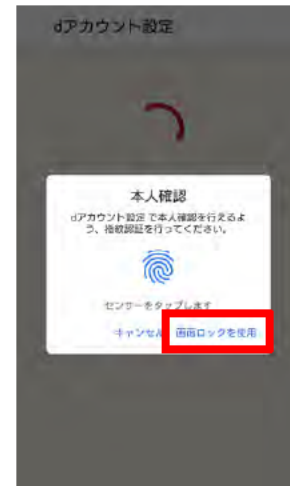 dアカウント設定
本人確認
dアカウント設定 で本人確認を行えるよ
う、指紋認証を行ってください。
センサーをタップします
キャンセル
画面ロックを使用